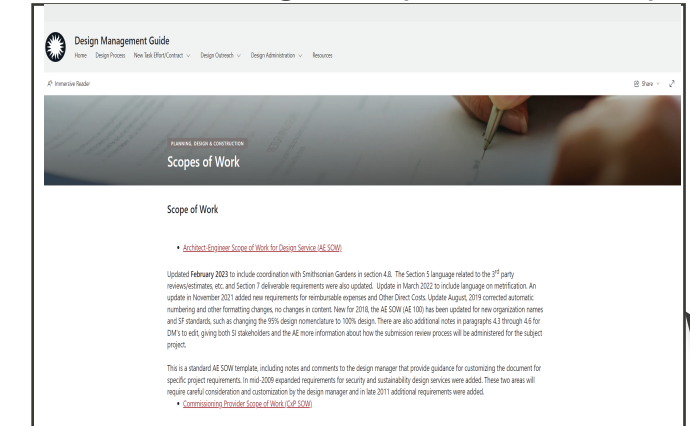 Design Management Guide
Home Design Process New Task Effort/Contract Design Outreach Design Administration Resources
Immersive Reader Share
PLANNING, DESIGN & CONSTRUCTION
Scopes of Work
Scope of Work
• Architect-Engineer Scope of Work for Design Service (AE SOW)
Updated February 2023 to include coordination with Smithsonian Gardens in section 4.8. The Section 5 language related to the 3rd party
reviews/estimates, etc. and Section 7 deliverable requirements were also updated. Update in March 2022 to include language on metrification. An
update in November 2021 added new requirements for reimbursable expenses and Other Direct Costs. Update August, 2019 corrected automatic
numbering and other formatting changes, no changes in content. New for 2018, the AE SOW (AE 100) has been updated for new organization names
and SF standards, such as changing the 95% design nomenclature to 100% design. There are also additional notes in paragraphs 4.3 through 4.6 for
DM's to edit, giving both SI stakeholders and the AE more information about how the submission review process will be administered for the subject
project.
This is a standard AE SOW template, including notes and comments to the design manager that provide guidance for customizing the document for
specific project requirements. In mid-2009 expanded requirements for security and sustainability design services were added. These two areas will
require careful consideration and customization by the design manager and in late 2011 additional requirements were added.
• Commissioning Provider Scope of Work (CxP SOW)